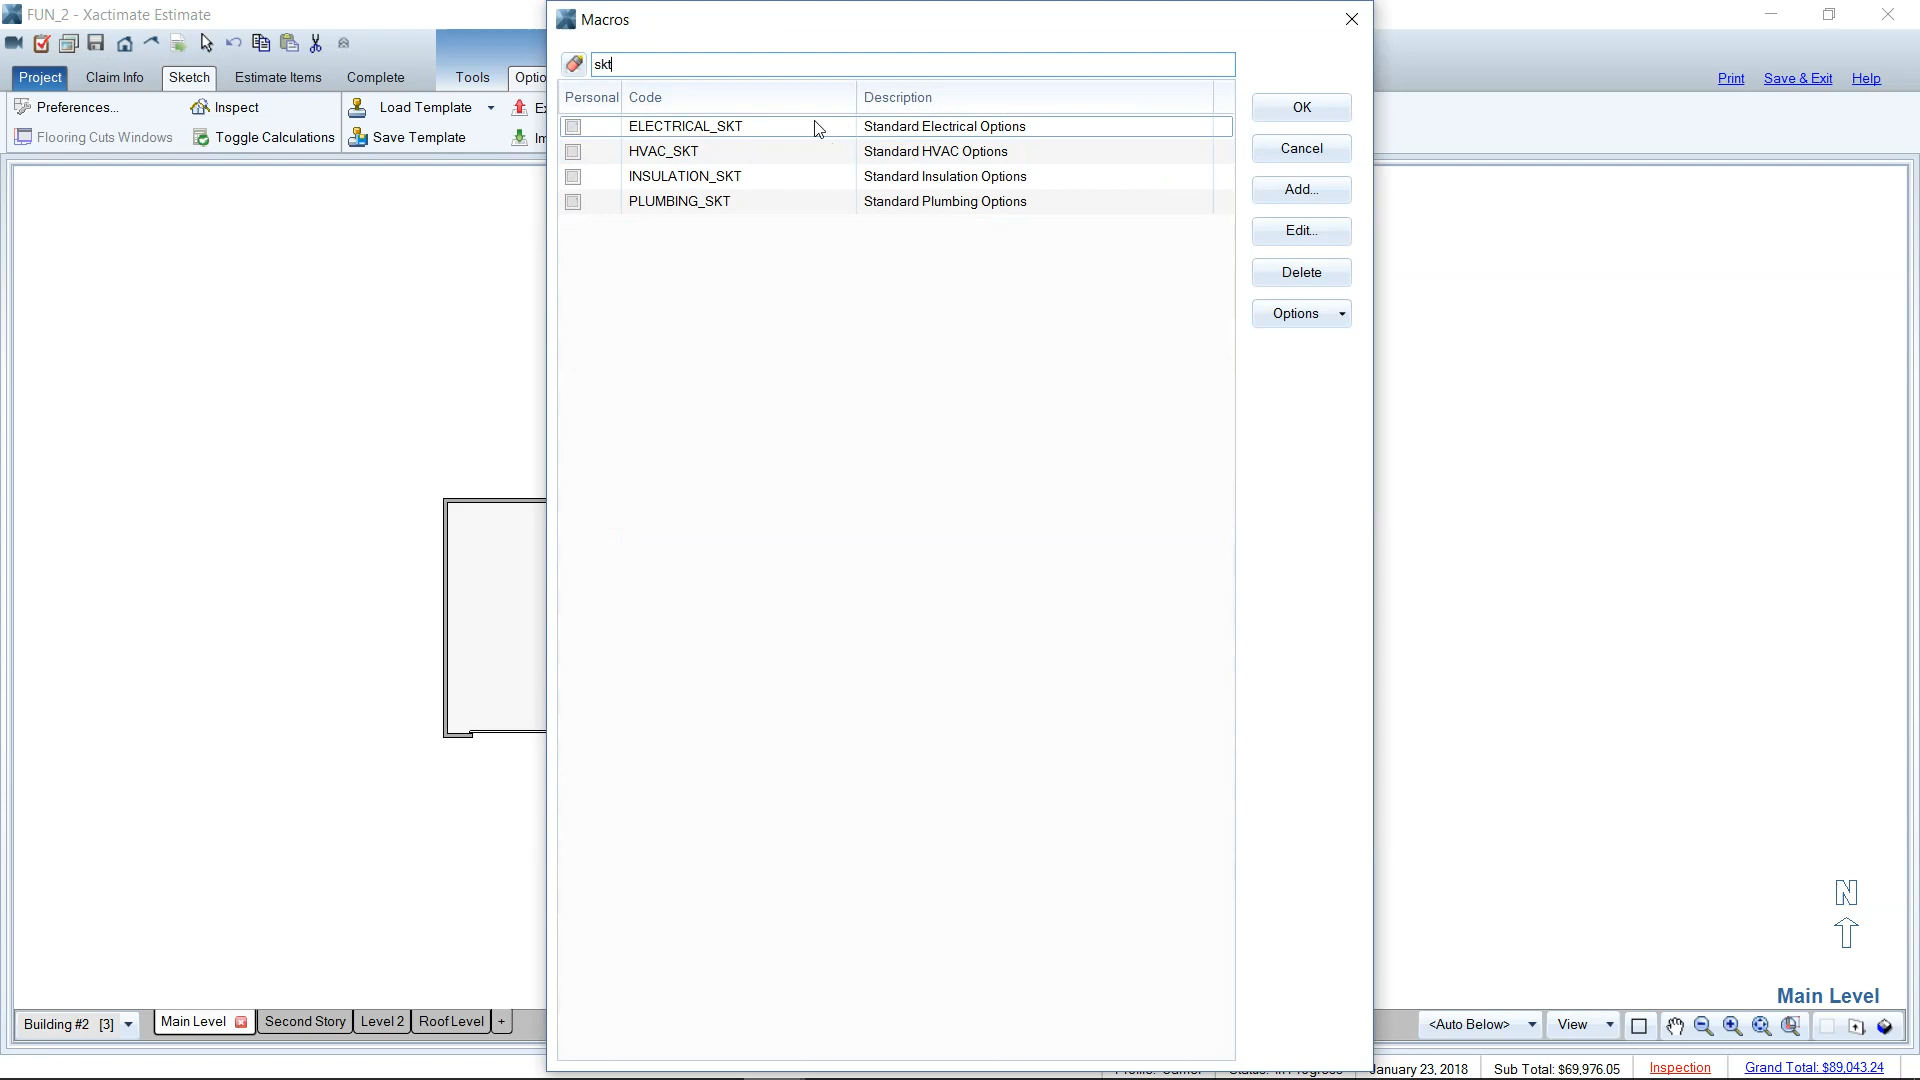 FUN_2 - Xactimate Estimate
Macros
Project Claim Info Sketch Estimate Items Complete Tools Optio
Print Save & Exit Help
Preferences... Inspect Load Template Ex
Flooring Cuts Windows Toggle Calculations Save Template Im
skt
Personal Code Description
ELECTRICAL_SKT Standard Electrical Options
HVAC_SKT Standard HVAC Options
INSULATION_SKT Standard Insulation Options
PLUMBING_SKT Standard Plumbing Options
OK
Cancel
Add...
Edit...
Delete
Options
N
Main Level
Building #2 [3] Main Level Second Story Level 2 Roof Level +
<Auto Below> View
January 23, 2018 Sub Total: $69,976.05 Inspection Grand Total: $89,043.24